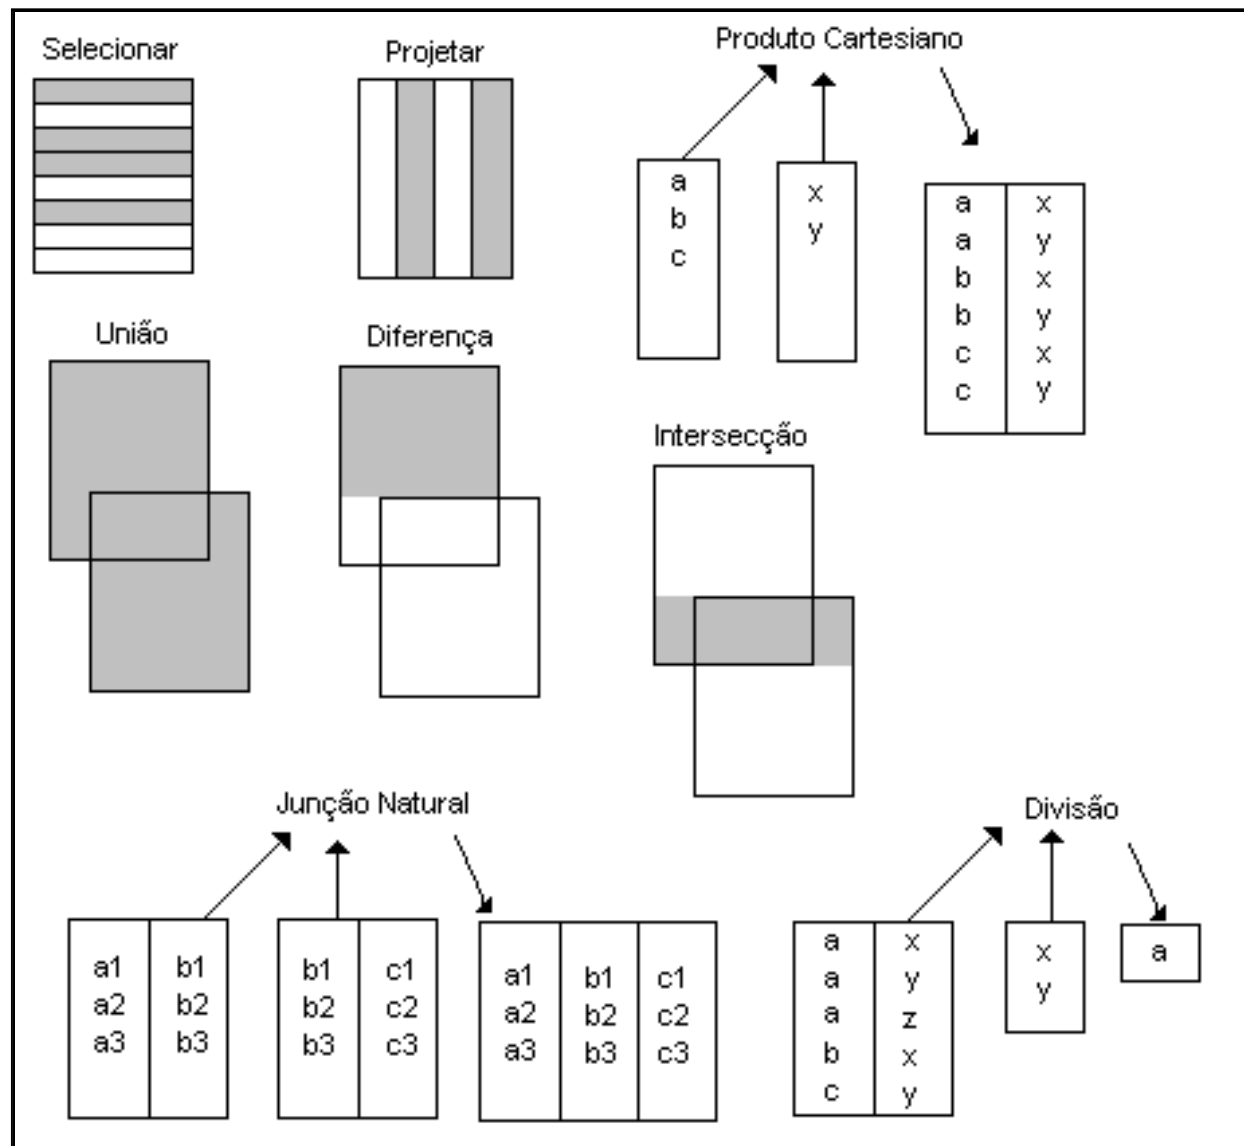 Selecionar
Projetar
Produto Cartesiano
a
b
c
x
y
a x
a y
b x
b y
c x
c y
União
Diferença
Intersecção
Junção Natural
a1 b1
a2 b2
a3 b3
b1 c1
b2 c2
b3 c3
a1 b1 c1
a2 b2 c2
a3 b3 c3
Divisão
a x
a y
a z
b x
c y
x
y
a